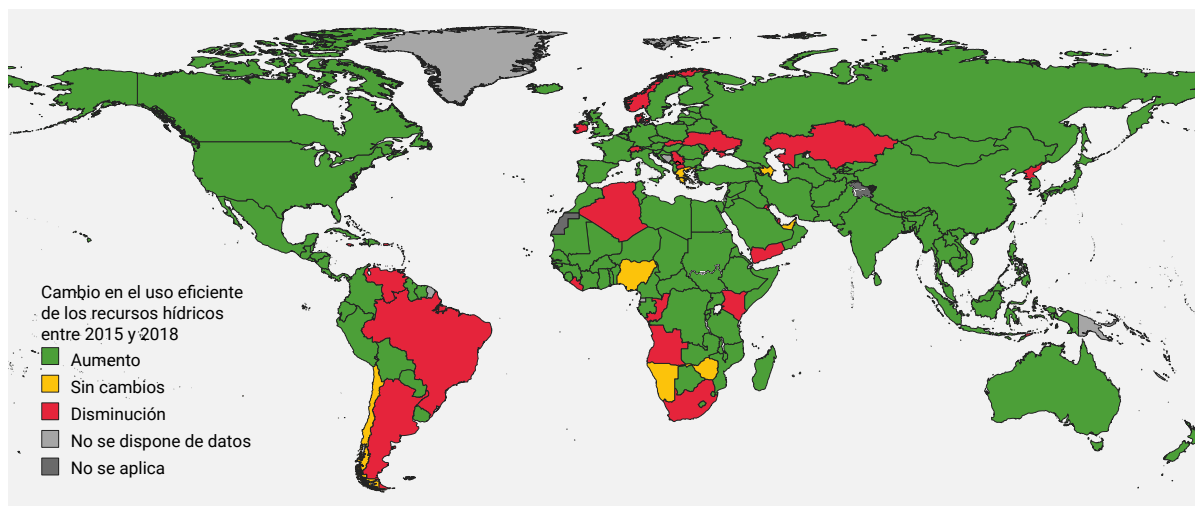 Cambio en el uso eficiente
de los recursos hídricos
entre 2015 y 2018
Aumento
Sin cambios
Disminución
No se dispone de datos
No se aplica